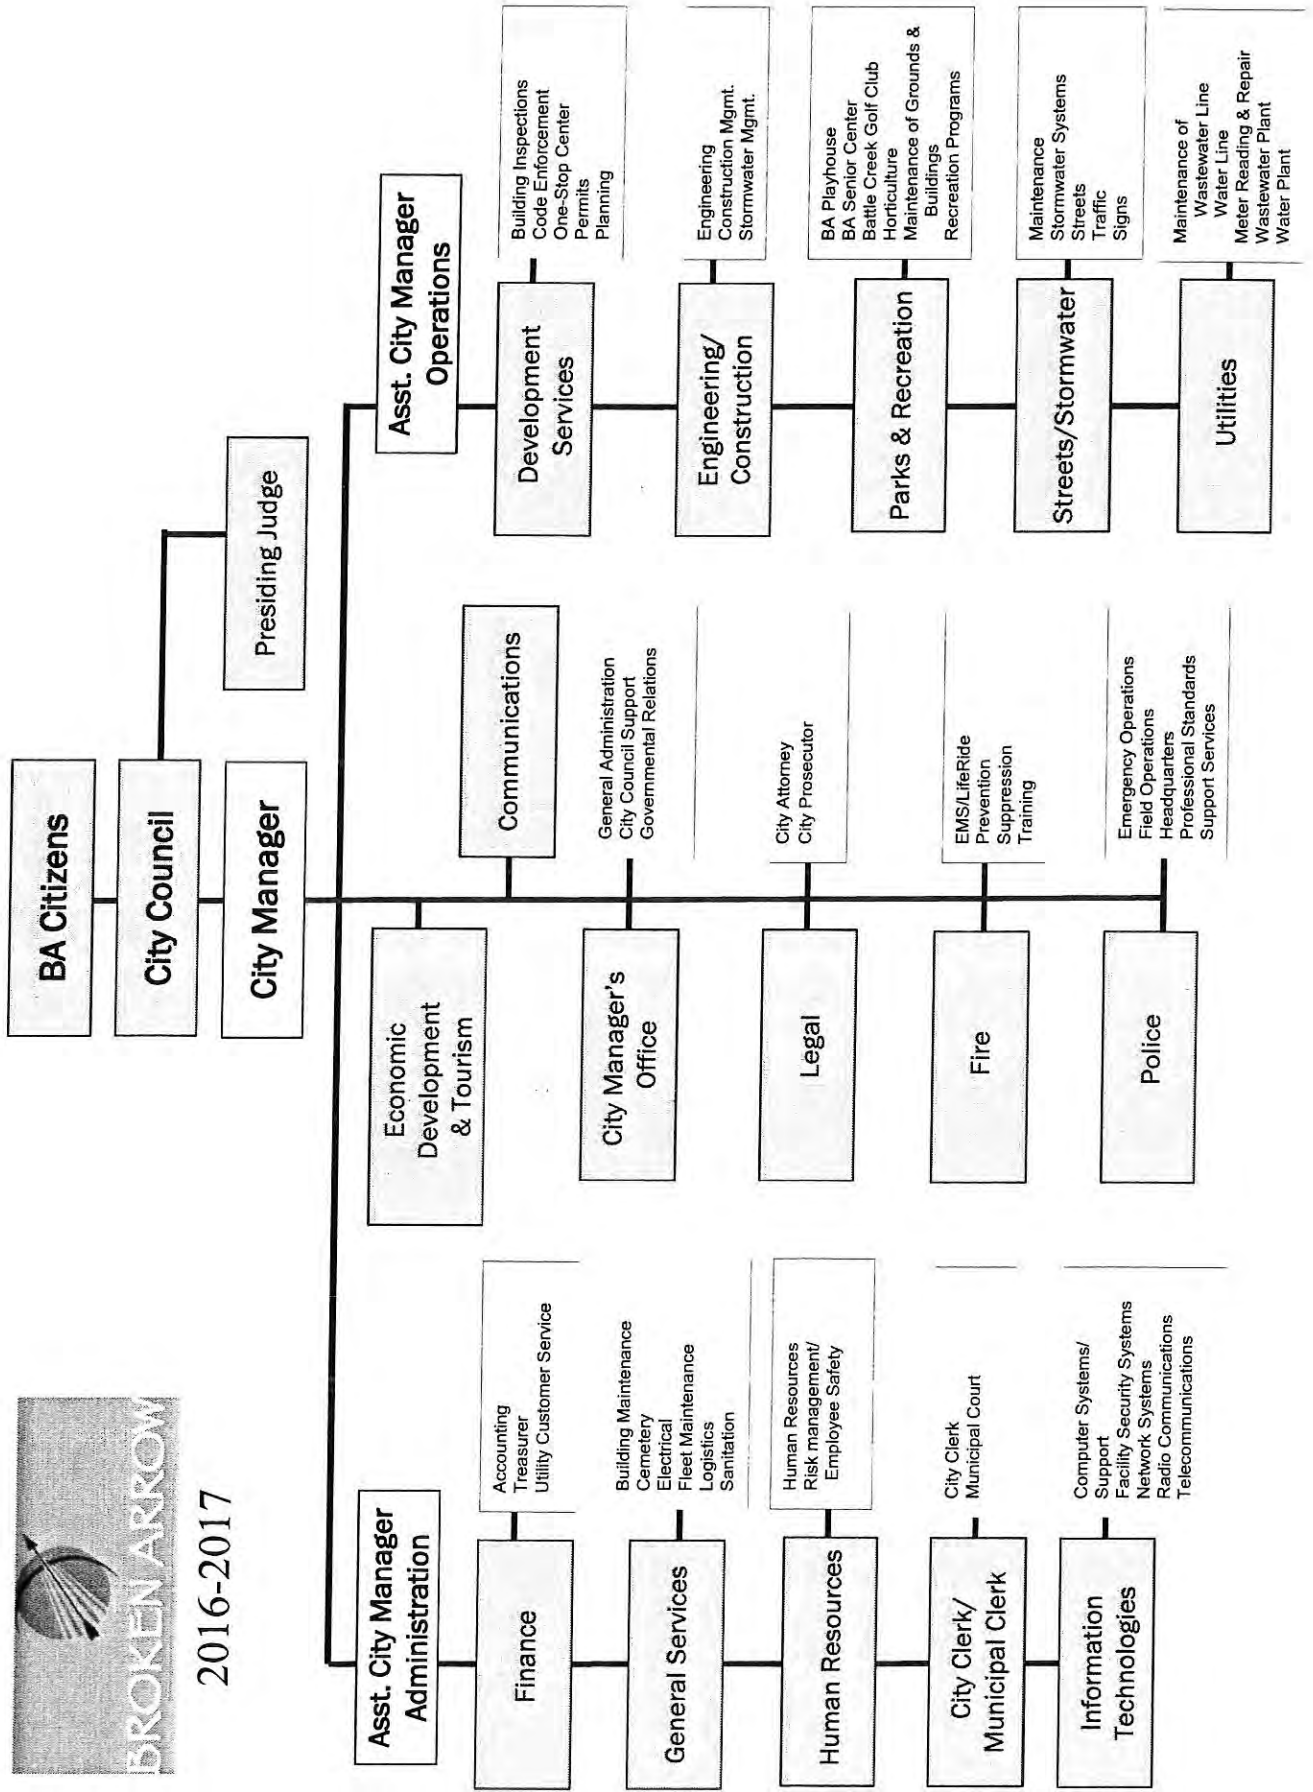 BROKEN ARROW
2016-2017
BA Citizens
City Council
City Manager
Presiding Judge
Asst. City Manager
Administration
Finance
Accounting
Treasurer
Utility Customer Service
General Services
Building Maintenance
Cemetery
Electrical
Fleet Maintenance
Logistics
Sanitation
Human Resources
Human Resources
Risk management/
Employee Safety
City Clerk/
Municipal Clerk
City Clerk
Municipal Court
Information
Technologies
Computer Systems/
Support
Facility Security Systems
Network Systems
Radio Communications
Telecommunications
Economic
Development
& Tourism
Communications
City Manager's
Office
General Administration
City Council Support
Governmental Relations
Legal
City Attorney
City Prosecutor
Fire
EMS/LifeRide
Prevention
Suppression
Training
Police
Emergency Operations
Field Operations
Headquarters
Professional Standards
Support Services
Asst. City Manager
Operations
Development
Services
Building Inspections
Code Enforcement
One-Stop Center
Permits
Planning
Engineering/
Construction
Engineering
Construction Mgmt.
Stormwater Mgmt.
Parks & Recreation
BA Playhouse
BA Senior Center
Battle Creek Golf Club
Horticulture
Maintenance of Grounds &
Buildings
Recreation Programs
Streets/Stormwater
Maintenance
Stormwater Systems
Streets
Traffic
Signs
Utilities
Maintenance of
Wastewater Line
Water Line
Meter Reading & Repair
Wastewater Plant
Water Plant